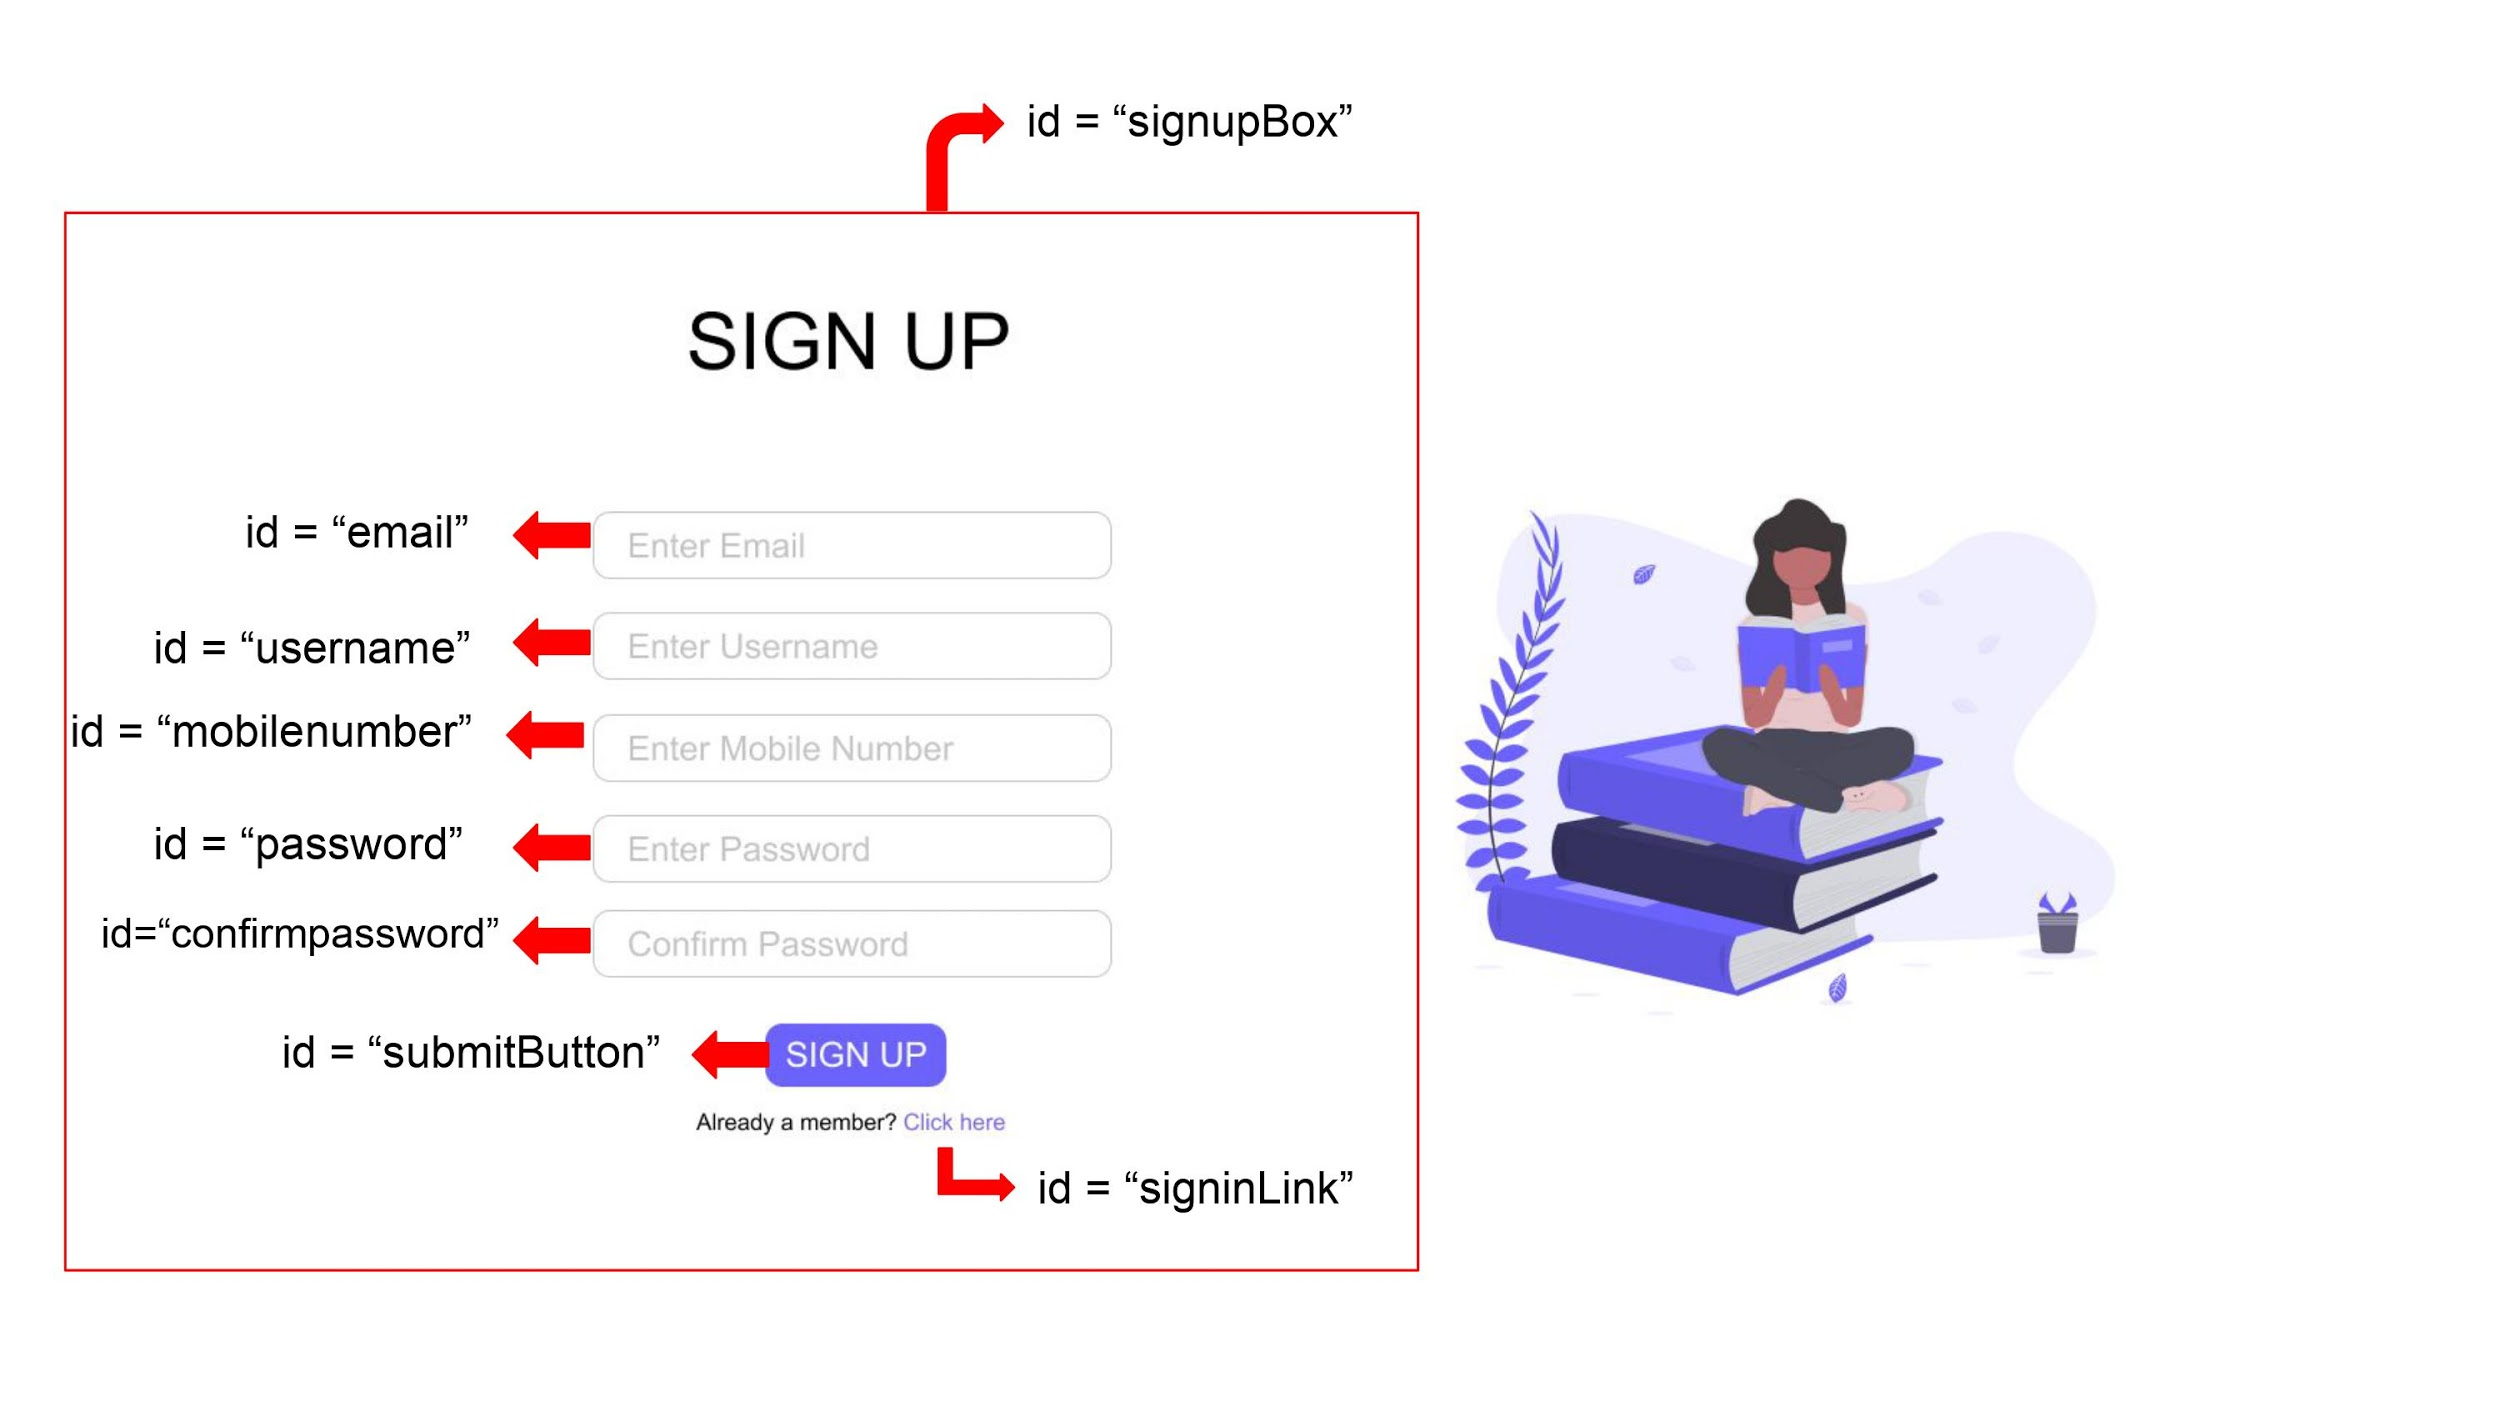 id = “signupBox”
SIGN UP
id = “email”
Enter Email
id = “username”
Enter Username
id = “mobilenumber”
Enter Mobile Number
id = “password”
Enter Password
id=“confirmpassword”
Confirm Password
id = “submitButton”
SIGN UP
Already a member? Click here
id = “signinLink”